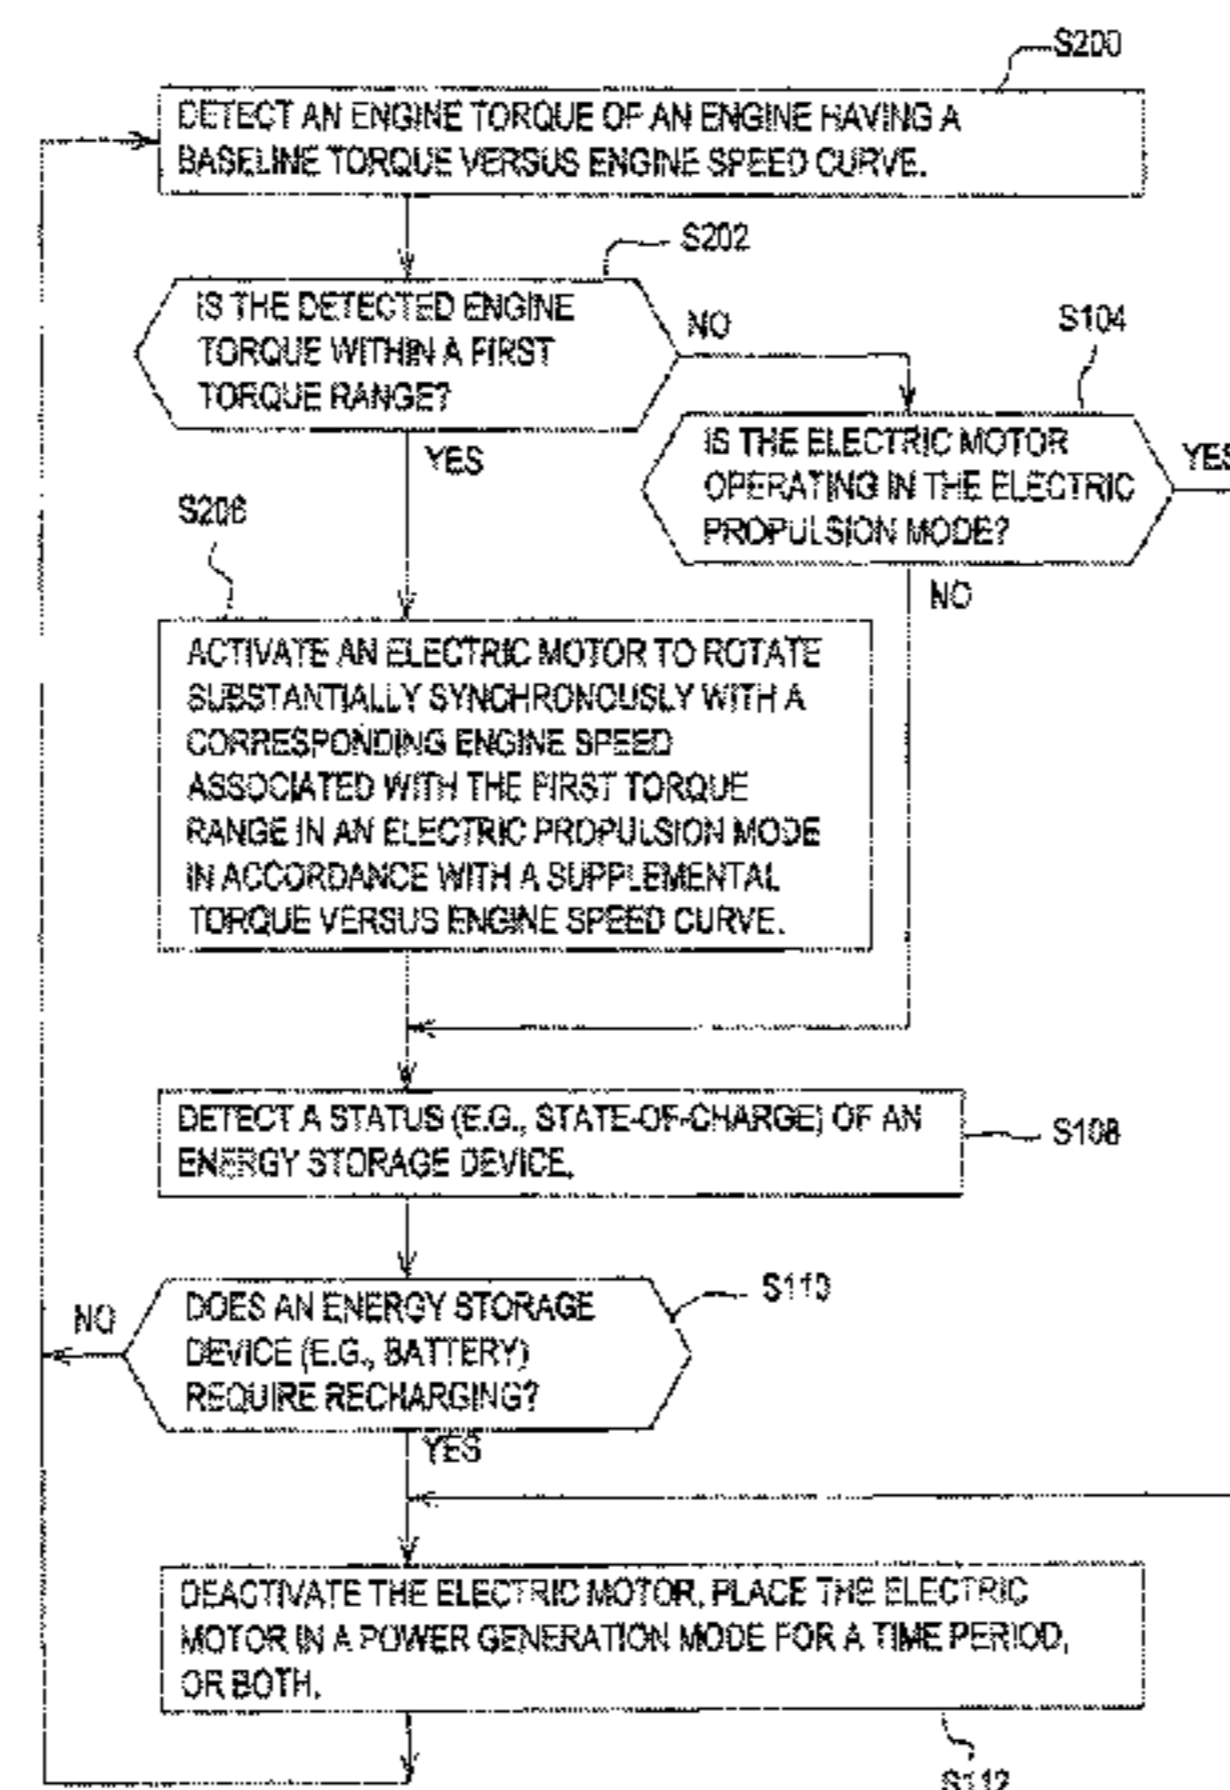 S200
DETECT AN ENGINE TORQUE OF AN ENGINE HAVING A
BASELINE TORQUE VERSUS ENGINE SPEED CURVE.
S202
IS THE DETECTED ENGINE
TORQUE WITHIN A FIRST
TORQUE RANGE?
NO
YES
S104
IS THE ELECTRIC MOTOR
OPERATING IN THE ELECTRIC
PROPULSION MODE?
YES
NO
S206
ACTIVATE AN ELECTRIC MOTOR TO ROTATE
SUBSTANTIALLY SYNCHRONOUSLY WITH A
CORRESPONDING ENGINE SPEED
ASSOCIATED WITH THE FIRST TORQUE
RANGE IN AN ELECTRIC PROPULSION MODE
IN ACCORDANCE WITH A SUPPLEMENTAL
TORQUE VERSUS ENGINE SPEED CURVE.
DETECT A STATUS (E.G., STATE-OF-CHARGE) OF AN
ENERGY STORAGE DEVICE.
S108
S110
DOES AN ENERGY STORAGE
DEVICE (E.G., BATTERY)
REQUIRE RECHARGING?
NO
YES
DEACTIVATE THE ELECTRIC MOTOR, PLACE THE ELECTRIC
MOTOR IN A POWER GENERATION MODE FOR A TIME PERIOD,
OR BOTH.
S112